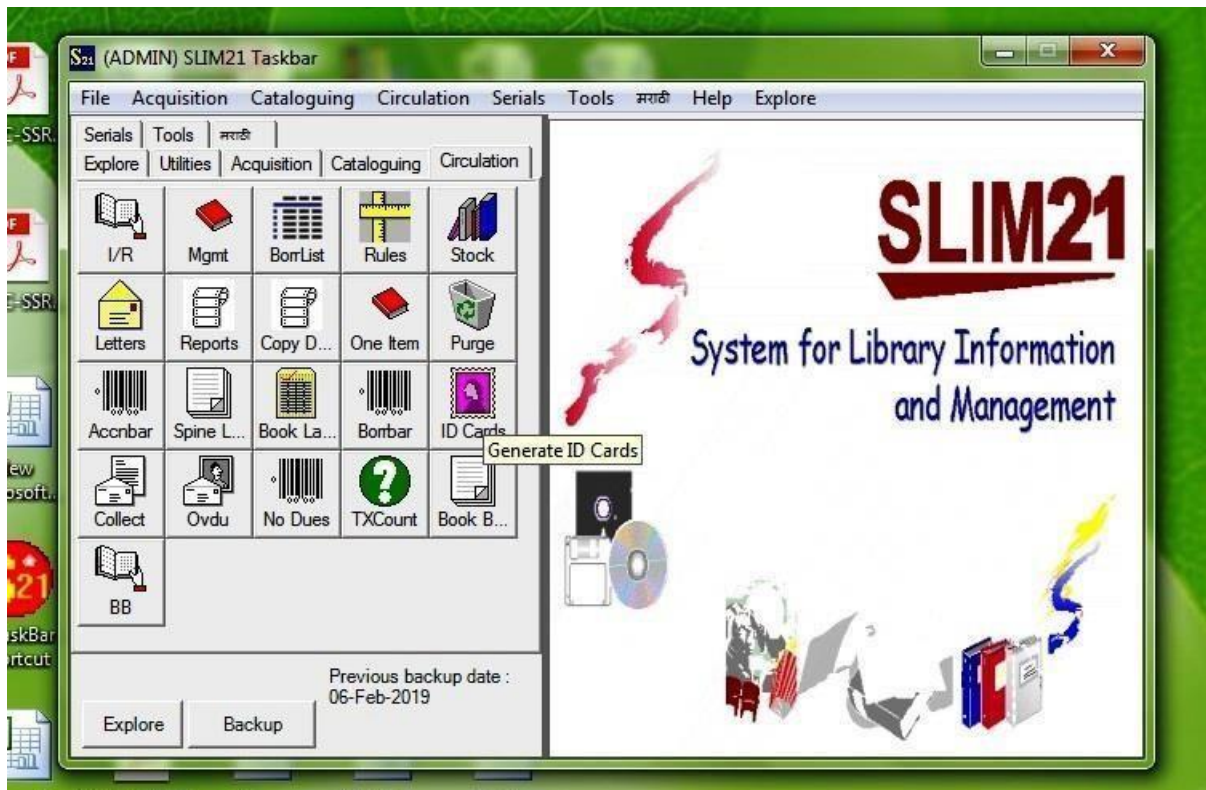 (ADMIN) SLIM21 Taskbar
File Acquisition Cataloguing Circulation Serials Tools मराठी Help Explore
Serials Tools मराठी
Explore Utilities Acquisition Cataloguing Circulation
I/R Mgmt BorrList Rules Stock
Letters Reports Copy D... One Item Purge
Accnbar Spine L... Book La... Borrbar ID Cards
Generate ID Cards
Collect Ovdu No Dues TXCount Book B...
BB
Previous backup date :
06-Feb-2019
Explore Backup
SLIM21
System for Library Information
and Management